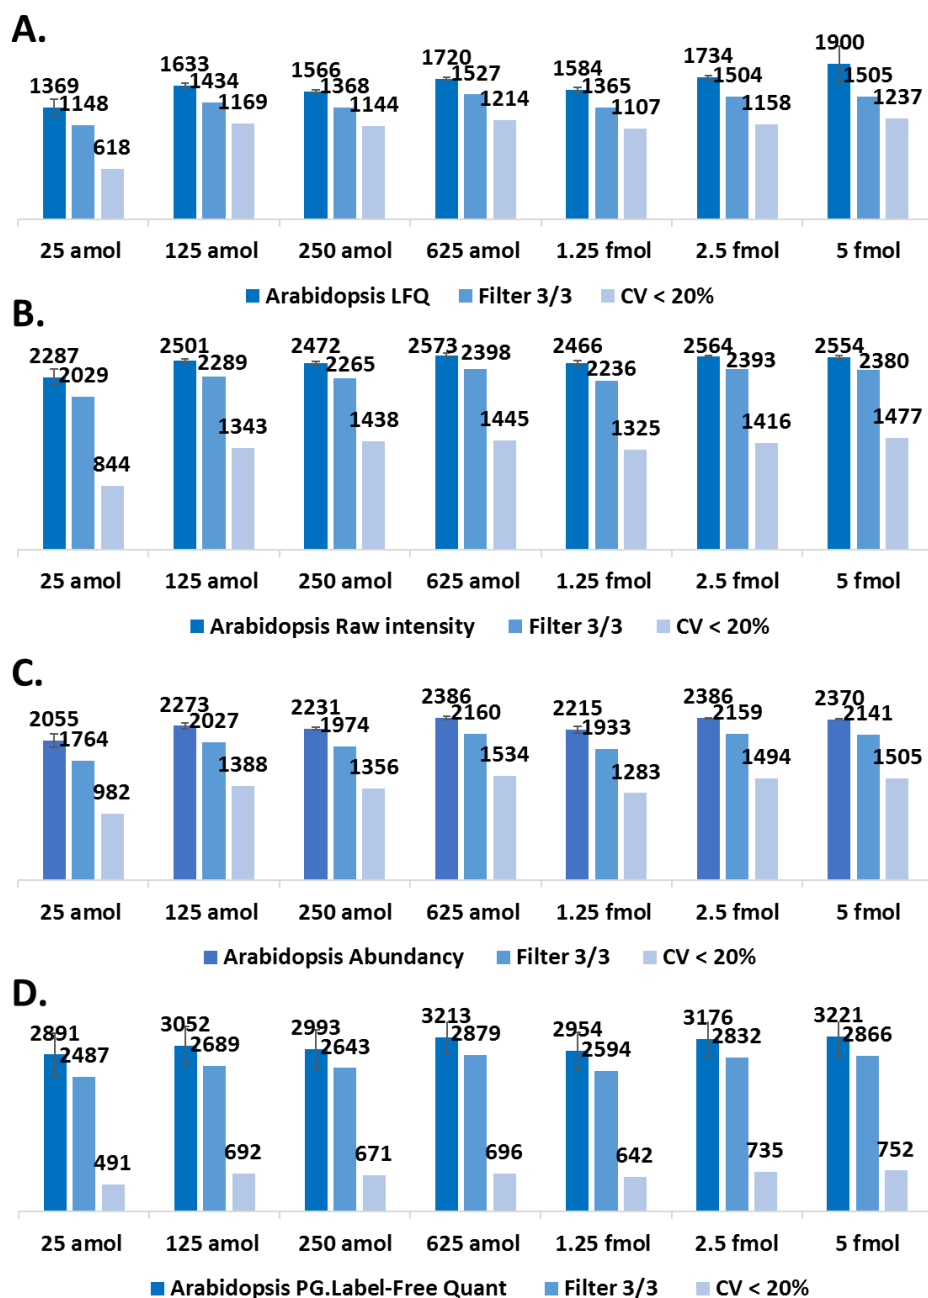 A.
1369 1148 618 1633 1434 1169 1566 1368 1144 1720 1527 1214 1584 1365 1107 1734 1504 1158 1900 1505 1237
25 amol 125 amol 250 amol 625 amol 1.25 fmol 2.5 fmol 5 fmol
Arabidopsis LFQ Filter 3/3 CV < 20%
B.
2287 2029 844 2501 2289 1343 2472 2265 1438 2573 2398 1445 2466 2236 1325 2564 2393 1416 2554 2380 1477
25 amol 125 amol 250 amol 625 amol 1.25 fmol 2.5 fmol 5 fmol
Arabidopsis Raw intensity Filter 3/3 CV < 20%
C.
2055 1764 982 2273 2027 1388 2231 1974 1356 2386 2160 1534 2215 1933 1283 2386 2159 1494 2370 2141 1505
25 amol 125 amol 250 amol 625 amol 1.25 fmol 2.5 fmol 5 fmol
Arabidopsis Abundancy Filter 3/3 CV < 20%
D.
2891 2487 491 3052 2689 692 2993 2643 671 3213 2879 696 2954 2594 642 3176 2832 735 3221 2866 752
25 amol 125 amol 250 amol 625 amol 1.25 fmol 2.5 fmol 5 fmol
Arabidopsis PG.Label-Free Quant Filter 3/3 CV < 20%